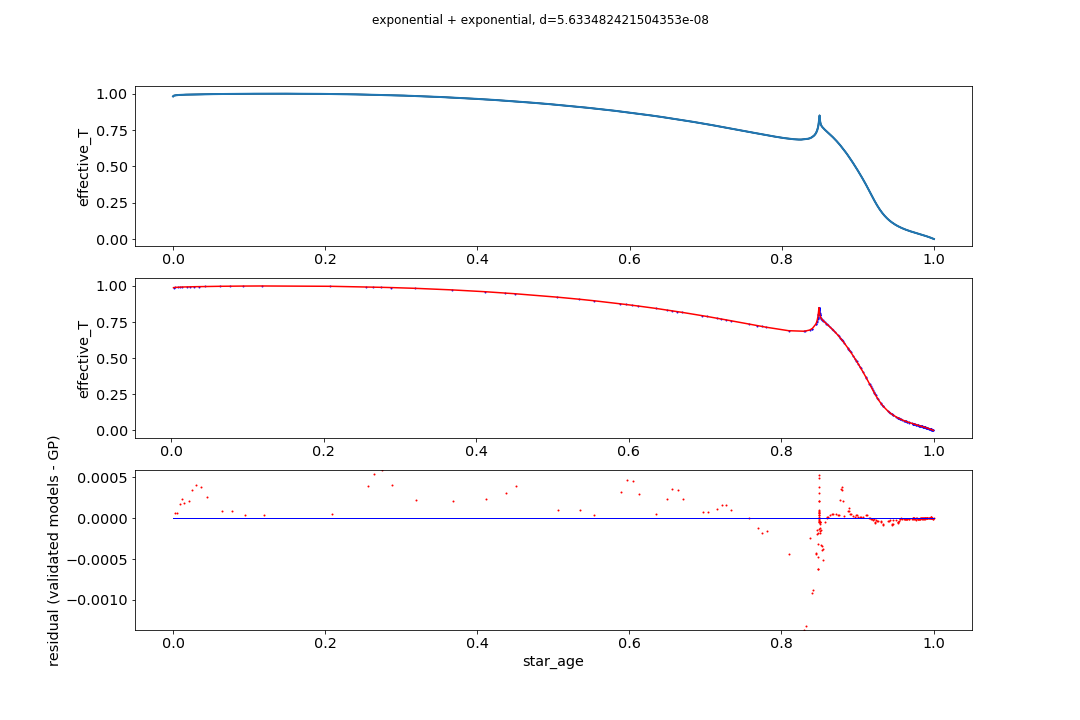 exponential + exponential, d=5.633482421504353e-08
1.00
0.75
0.50
0.25
0.00
effective_T
0.0 0.2 0.4 0.6 0.8 1.0
1.00
0.75
0.50
0.25
0.00
effective_T
0.0 0.2 0.4 0.6 0.8 1.0
0.0005
0.0000
−0.0005
−0.0010
residual (validated models - GP)
0.0 0.2 0.4 0.6 0.8 1.0
star_age